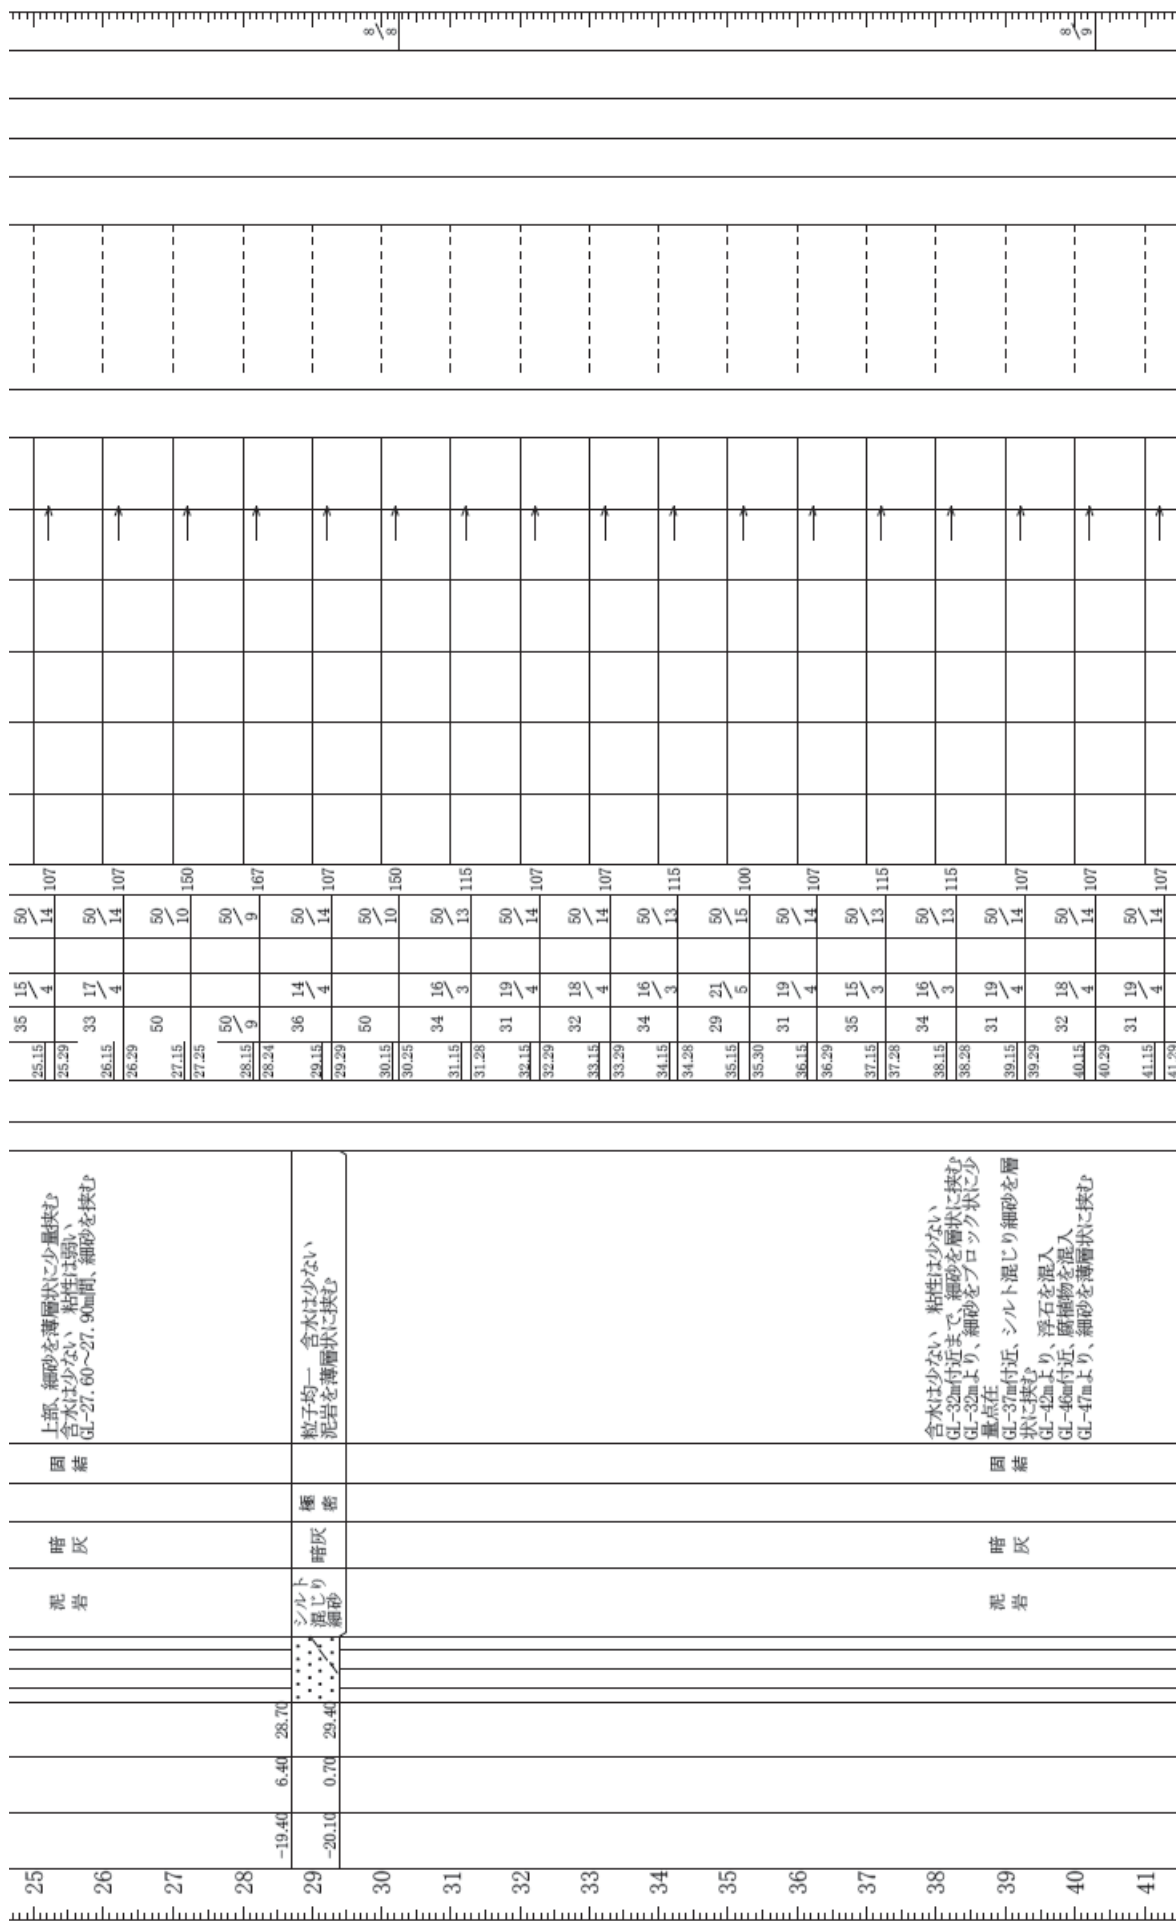 25
26
27
28
29
30
31
32
33
34
35
36
37
38
39
40
41
-19.40 6.40 28.70
-20.10 0.70 29.40
泥
岩
暗
灰
固
結
上部、細砂を薄層状に少量挟む
含水は少ない 粘性は弱い
GL-27.60～27.90m間、細砂を挟む
シルト
混じり
細砂
暗灰
極
密
粒子均一 含水は少ない
泥岩を薄層状に挟む
泥
岩
暗
灰
固
結
含水は少ない 粘性は少ない
GL-32m付近まで、細砂を層状に挟む
GL-32mより、細砂をブロック状に少
量点在
GL-37m付近、シルト混じり細砂を層
状に挟む
GL-42mより、浮石を混入
GL-46m付近、腐植物を混入
GL-47mより、細砂を薄層状に挟む
25.15 35 15/4 50/14 107
25.29
26.15 33 17/4 50/14 107
26.29
27.15 50 50/10 150
27.25
28.15 50/9 50/9 167
28.24
29.15 36 14/4 50/14 107
29.29
30.15 50 50/10 150
30.25
31.15 34 16/3 50/13 115
31.28
32.15 31 19/4 50/14 107
32.29
33.15 32 18/4 50/14 107
33.29
34.15 34 16/3 50/13 115
34.28
35.15 29 21/5 50/15 100
35.30
36.15 31 19/4 50/14 107
36.29
37.15 35 15/3 50/13 115
37.28
38.15 34 16/3 50/13 115
38.28
39.15 31 19/4 50/14 107
39.29
40.15 32 18/4 50/14 107
40.29
41.15 31 19/4 50/14 107
41.29
8/8
8/9